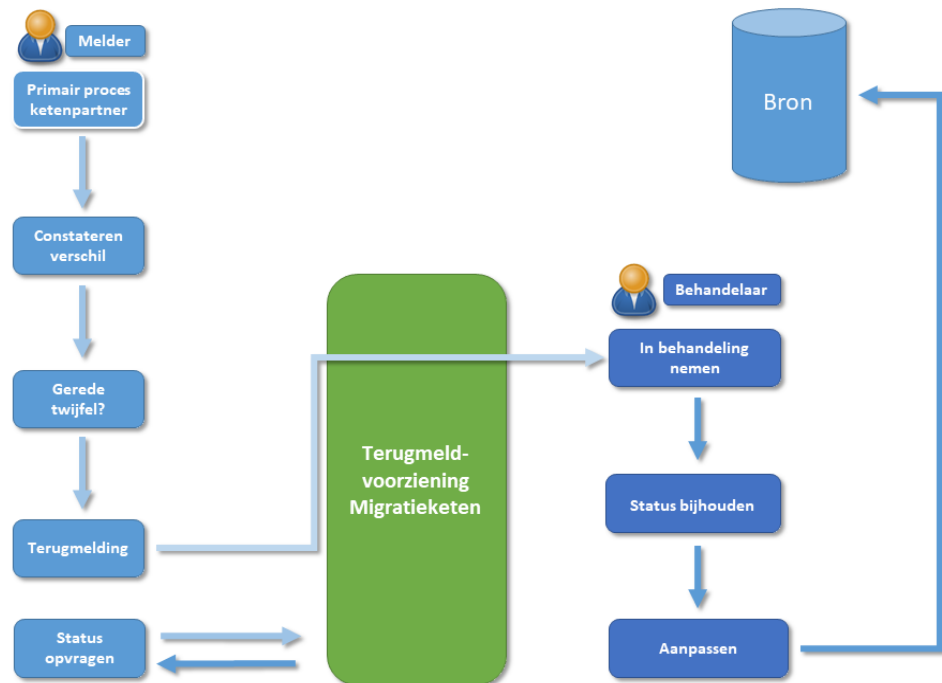 Melder
Primair proces
ketenpartner
Constateren
verschil
Gerede
twijfel?
Terugmelding
Status
opvragen
Terugmeld-
voorziening
Migratieketen
Behandelaar
In behandeling
nemen
Status bijhouden
Aanpassen
Bron